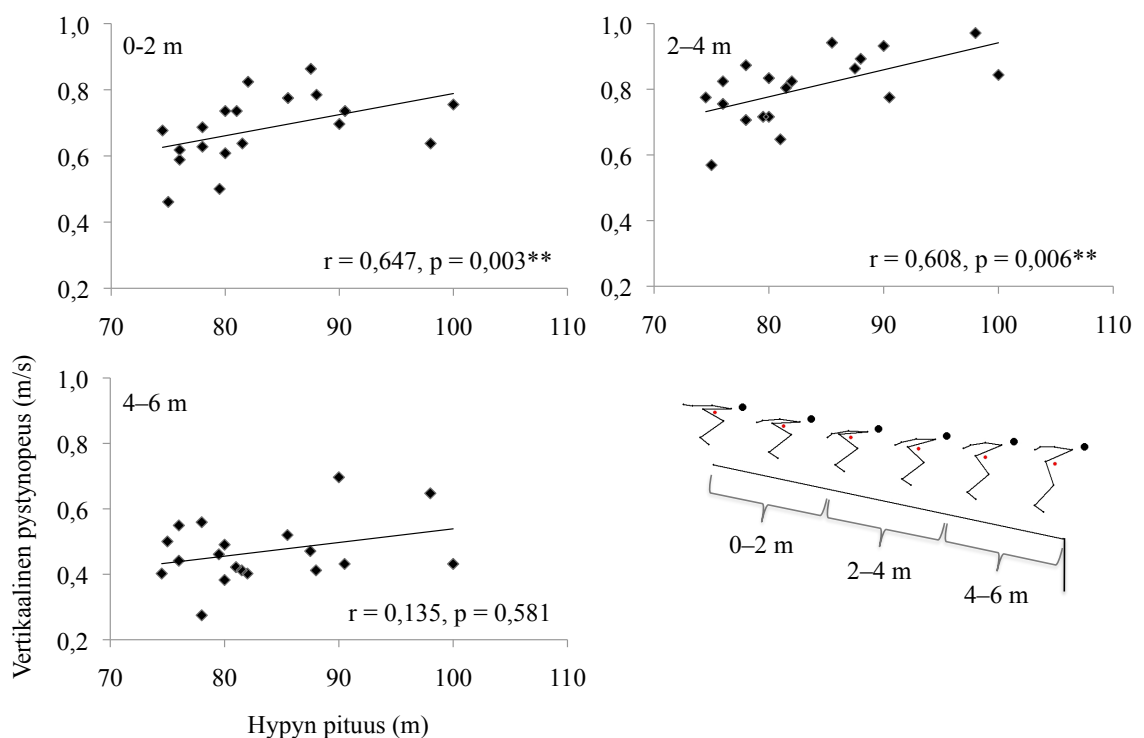 1,0
0-2 m
0,8
0,6
0,4
r = 0,647, p = 0,003**
0,2
70 80 90 100 110
1,0
2–4 m
0,8
0,6
0,4
r = 0,608, p = 0,006**
0,2
70 80 90 100 110
Vertikaalinen pystynopeus (m/s)
1,0
4–6 m
0,8
0,6
0,4
r = 0,135, p = 0,581
0,2
70 80 90 100 110
Hypyn pituus (m)
0–2 m
2–4 m
4–6 m